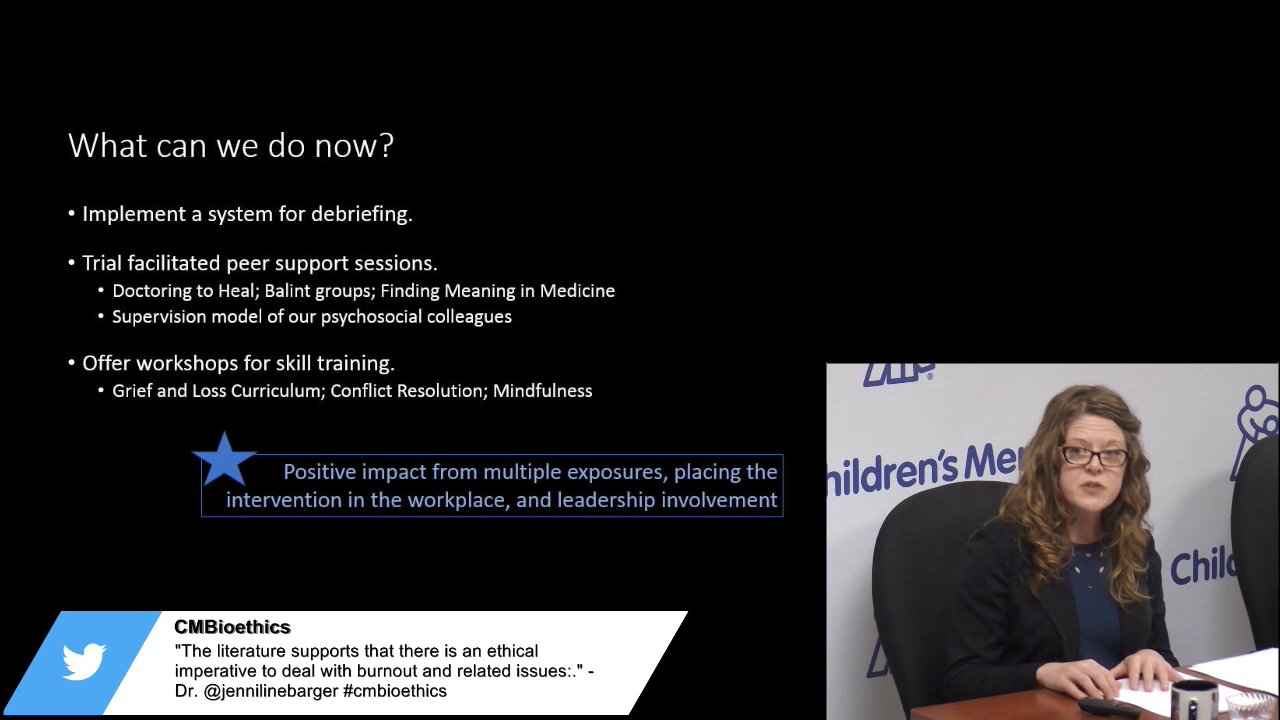 What can we do now?
• Implement a system for debriefing.
• Trial facilitated peer support sessions.
• Doctoring to Heal; Balint groups; Finding Meaning in Medicine
• Supervision model of our psychosocial colleagues
• Offer workshops for skill training.
• Grief and Loss Curriculum; Conflict Resolution; Mindfulness
Positive impact from multiple exposures, placing the
intervention in the workplace, and leadership involvement
®
hildren's Me
Chil
CMBioethics
"The literature supports that there is an ethical
imperative to deal with burnout and related issues:." -
Dr. @jennilinebarger #cmbioethics